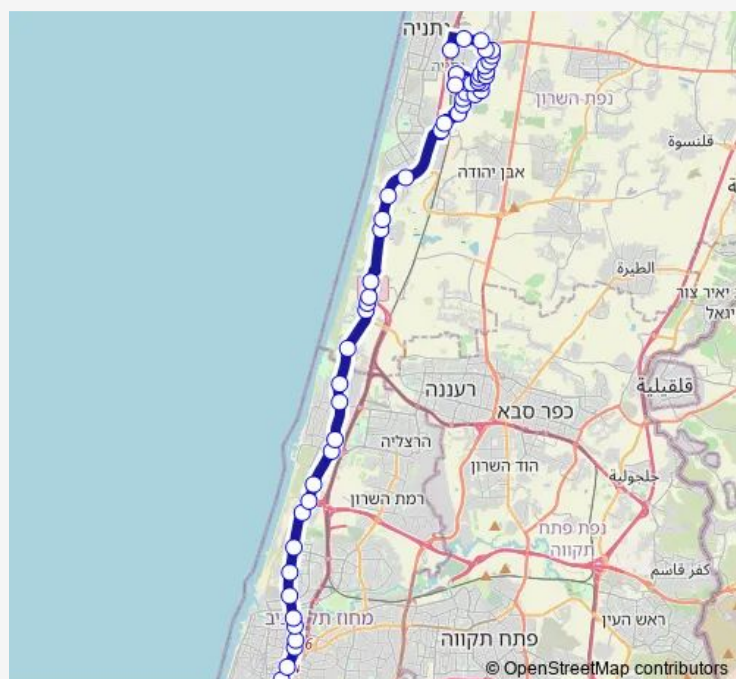 נתניה
נפת השרון
קלנסווה
אבן יהודה
הטירה
יאיר צור
יגאל
קלקיליה
רעננה
כפר סבא
הרצליה
הוד השרון
ג׳לג׳וליה
רמת השרון
נפת פתח
תקווה
כפר קאסם
ראש העין
מחוז תל אביב
פתח תקווה
© OpenStreetMap contributors